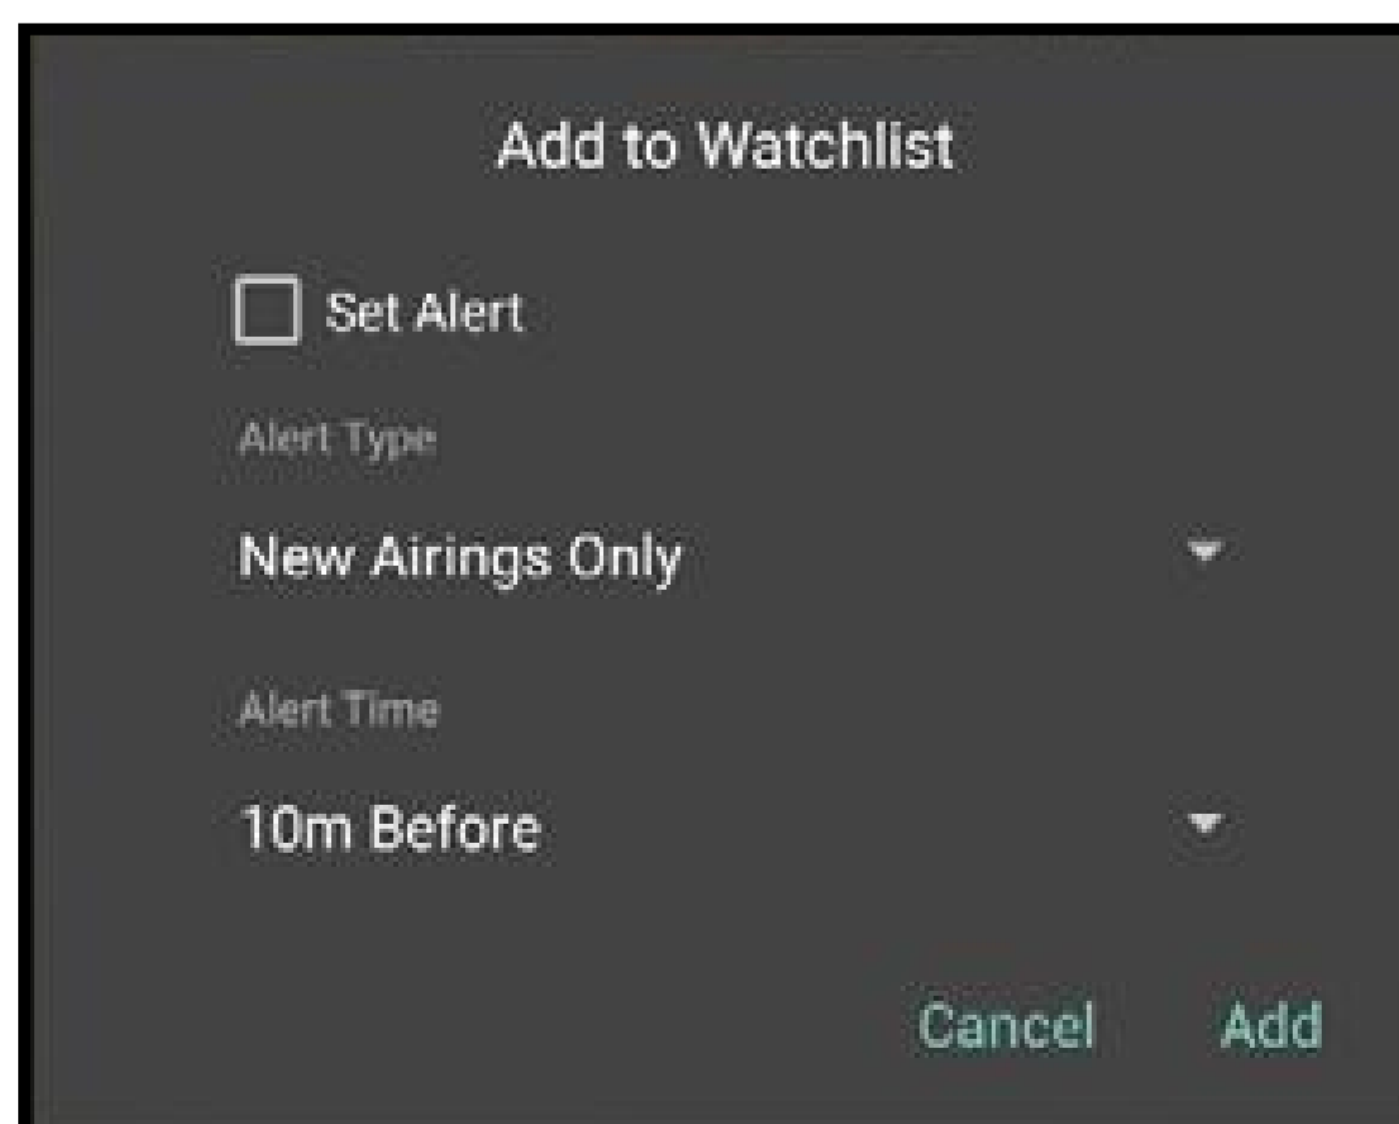 Add to Watchlist
Set Alert
Alert Type
New Airings Only
Alert Time
10m Before
Cancel Add